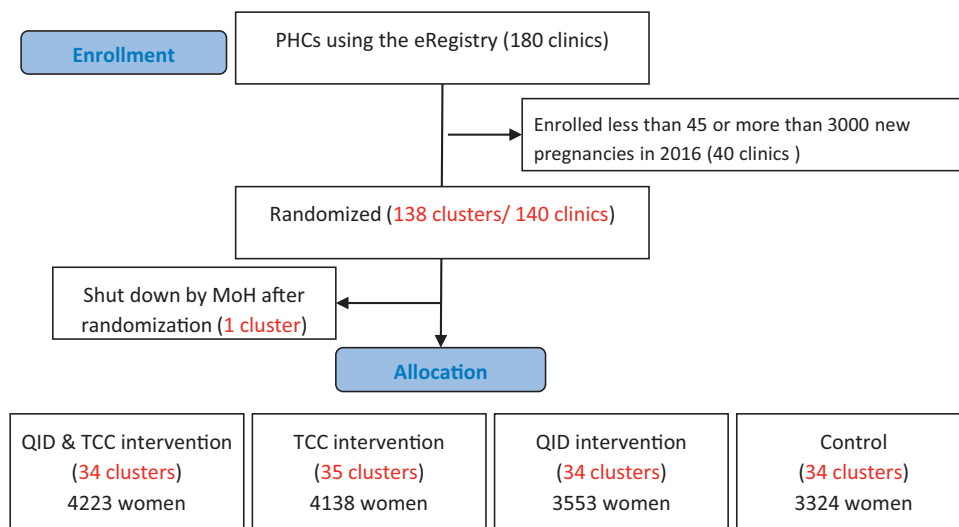 Enrollment
PHCs using the eRegistry (180 clinics)
Enrolled less than 45 or more than 3000 new
pregnancies in 2016 (40 clinics )
Randomized (138 clusters/ 140 clinics)
Shut down by MoH after
randomization (1 cluster)
Allocation
QID & TCC intervention
(34 clusters)
4223 women
TCC intervention
(35 clusters)
4138 women
QID intervention
(34 clusters)
3553 women
Control
(34 clusters)
3324 women